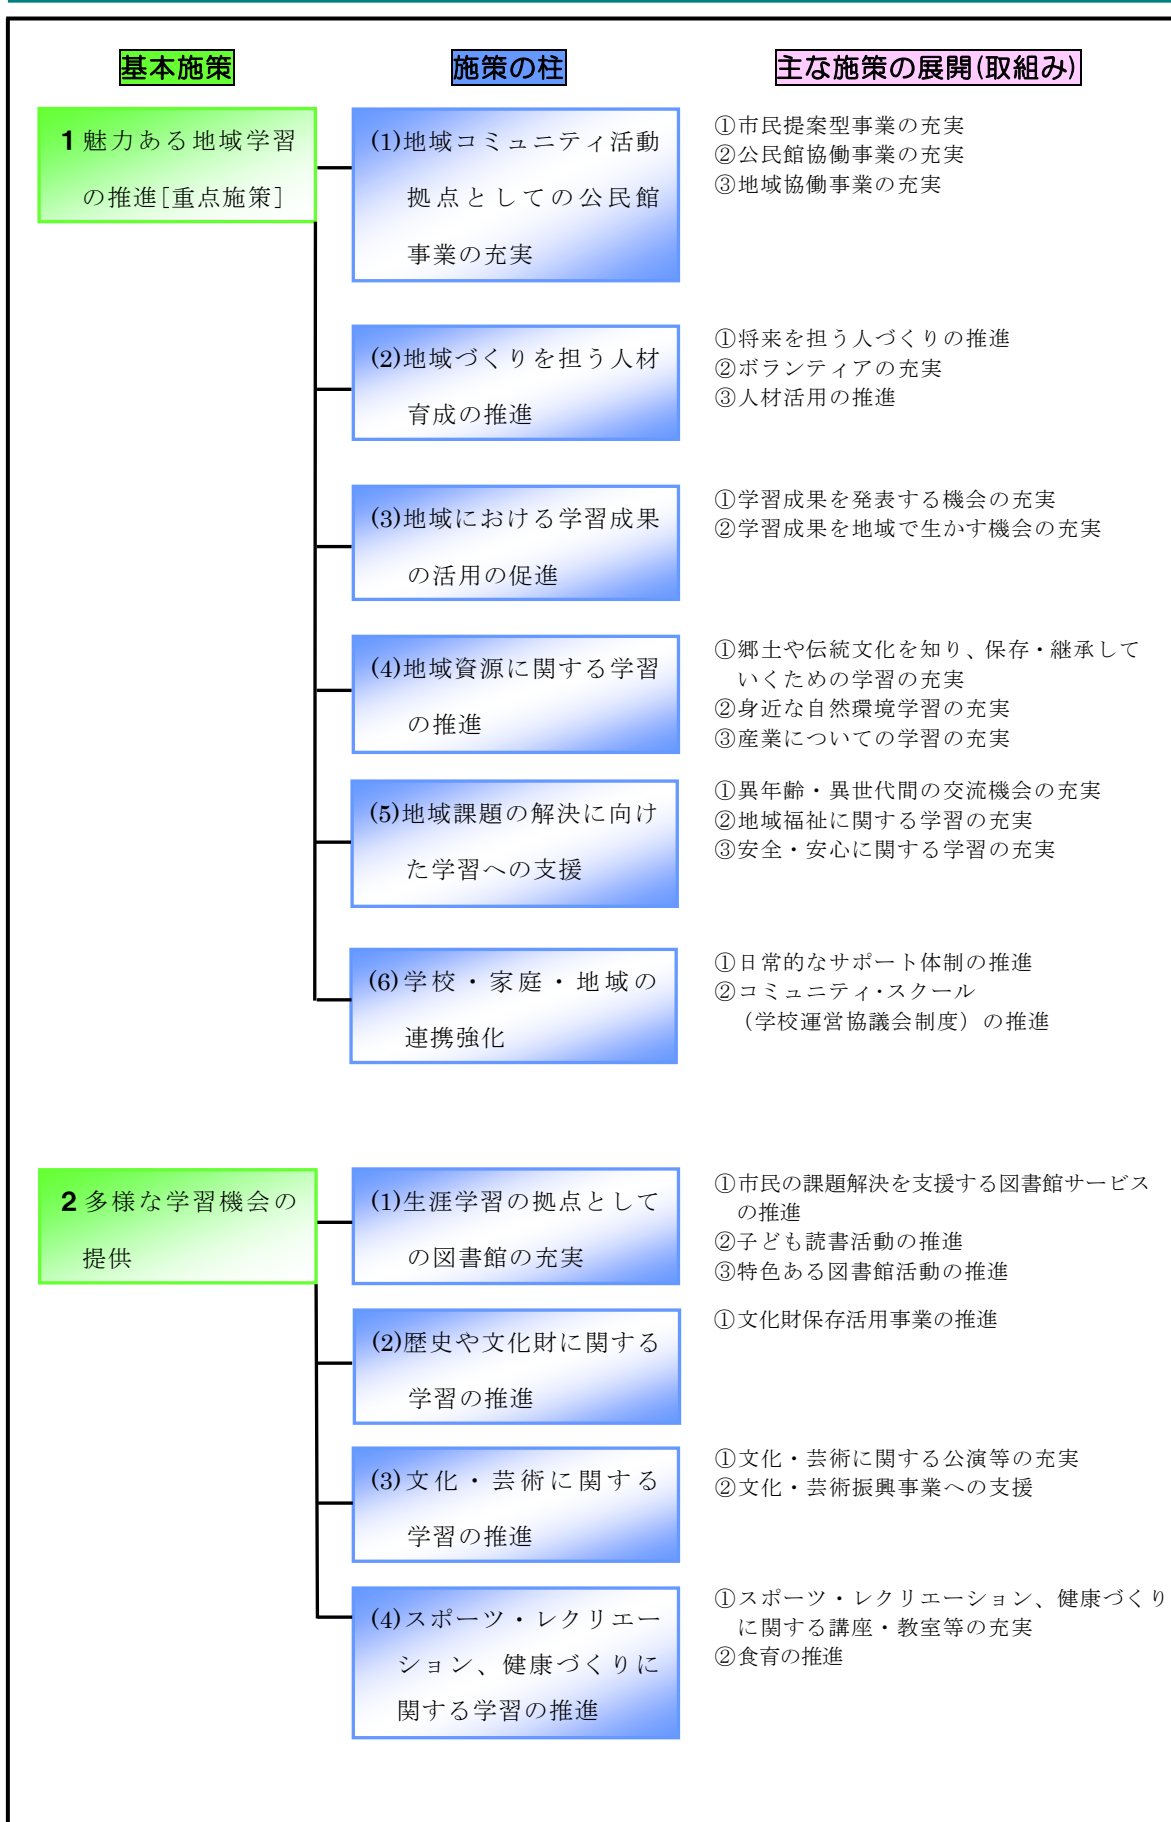 基本施策
施策の柱
主な施策の展開(取組み)
1 魅力ある地域学習
の推進[重点施策]
(1)地域コミュニティ活動
拠点としての公民館
事業の充実
①市民提案型事業の充実
②公民館協働事業の充実
③地域協働事業の充実
(2)地域づくりを担う人材
育成の推進
①将来を担う人づくりの推進
②ボランティアの充実
③人材活用の推進
(3)地域における学習成果
の活用の促進
①学習成果を発表する機会の充実
②学習成果を地域で生かす機会の充実
(4)地域資源に関する学習
の推進
①郷土や伝統文化を知り、保存・継承して
いくための学習の充実
②身近な自然環境学習の充実
③産業についての学習の充実
(5)地域課題の解決に向け
た学習への支援
①異年齢・異世代間の交流機会の充実
②地域福祉に関する学習の充実
③安全・安心に関する学習の充実
(6)学校・家庭・地域の
連携強化
①日常的なサポート体制の推進
②コミュニティ・スクール
（学校運営協議会制度）の推進
2 多様な学習機会の
提供
(1)生涯学習の拠点として
の図書館の充実
①市民の課題解決を支援する図書館サービス
の推進
②子ども読書活動の推進
③特色ある図書館活動の推進
(2)歴史や文化財に関する
学習の推進
①文化財保存活用事業の推進
(3)文化・芸術に関する
学習の推進
①文化・芸術に関する公演等の充実
②文化・芸術振興事業への支援
(4)スポーツ・レクリエー
ション、健康づくりに
関する学習の推進
①スポーツ・レクリエーション、健康づくり
に関する講座・教室等の充実
②食育の推進